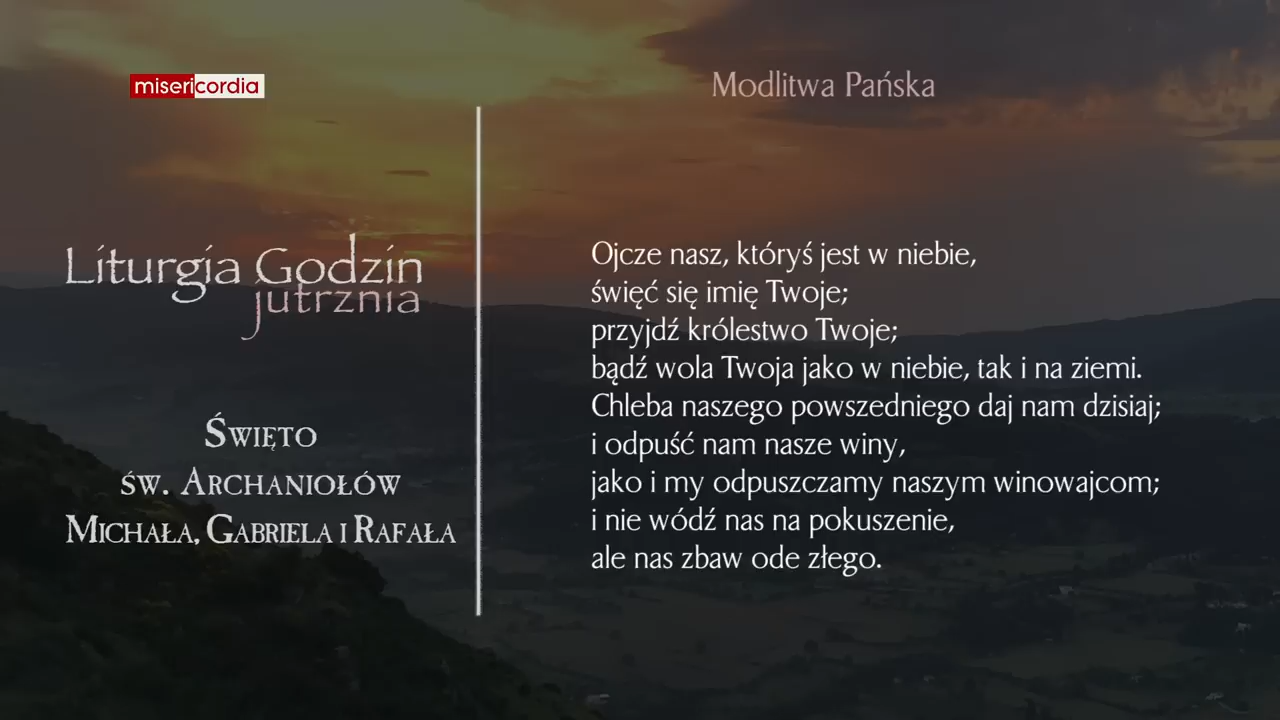 misericordia
Modlitwa Pańska
Liturgia Godzin
jutrznia
Święto
św. Archaniołów
Michała, Gabriela i Rafała
Ojcze nasz, któryś jest w niebie,
święć się imię Twoje;
przyjdź królestwo Twoje;
bądź wola Twoja jako w niebie, tak i na ziemi.
Chleba naszego powszedniego daj nam dzisiaj;
i odpuść nam nasze winy,
jako i my odpuszczamy naszym winowajcom;
i nie wódź nas na pokuszenie,
ale nas zbaw ode złego.